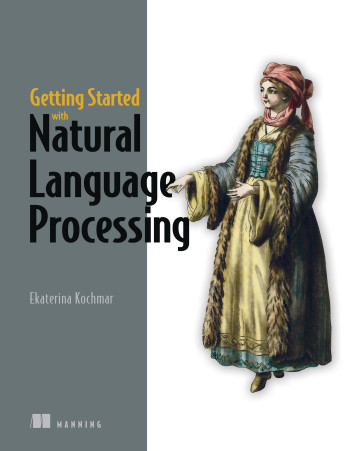 Getting Started
with
Natural
Language
Processing
Ekaterina Kochmar
MANNING